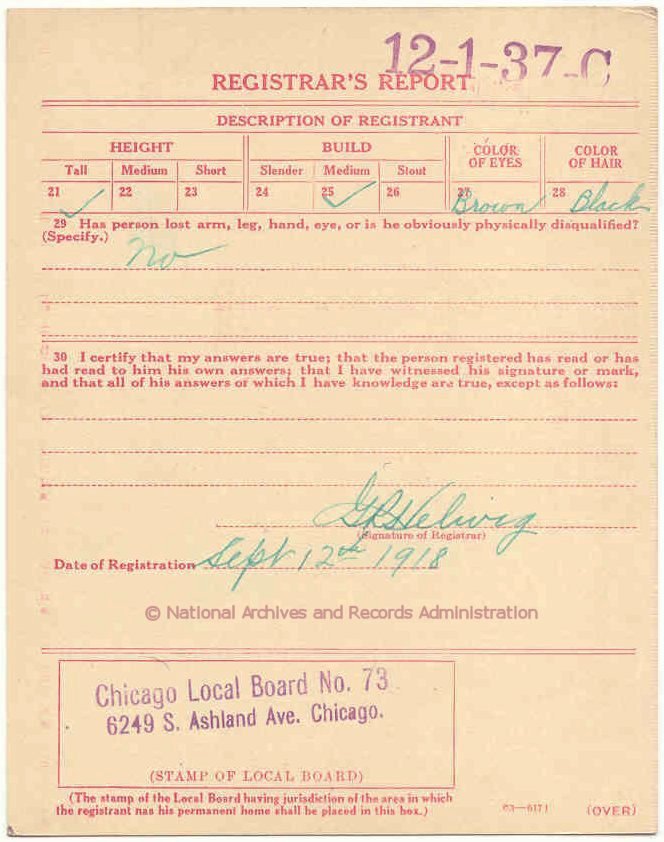 12-1-37-C
REGISTRAR'S REPORT
DESCRIPTION OF REGISTRANT
HEIGHT BUILD COLOR OF EYES COLOR OF HAIR
Tall Medium Short Slender Medium Stout
21 ✓ 22 23 24 25 ✓ 26 27 Brown 28 Black
29 Has person lost arm, leg, hand, eye, or is he obviously physically disqualified?
(Specify.) No
30 I certify that my answers are true; that the person registered has read or has
had read to him his own answers; that I have witnessed his signature or mark,
and that all of his answers of which I have knowledge are true, except as follows:
Helwig
(Signature of Registrar)
Date of Registration Sept 12th 1918
© National Archives and Records Administration
Chicago Local Board No. 73
6249 S. Ashland Ave. Chicago.
(STAMP OF LOCAL BOARD)
(The stamp of the Local Board having jurisdiction of the area in which
the registrant has his permanent home shall be placed in this box.)
03—6171 (OVER)